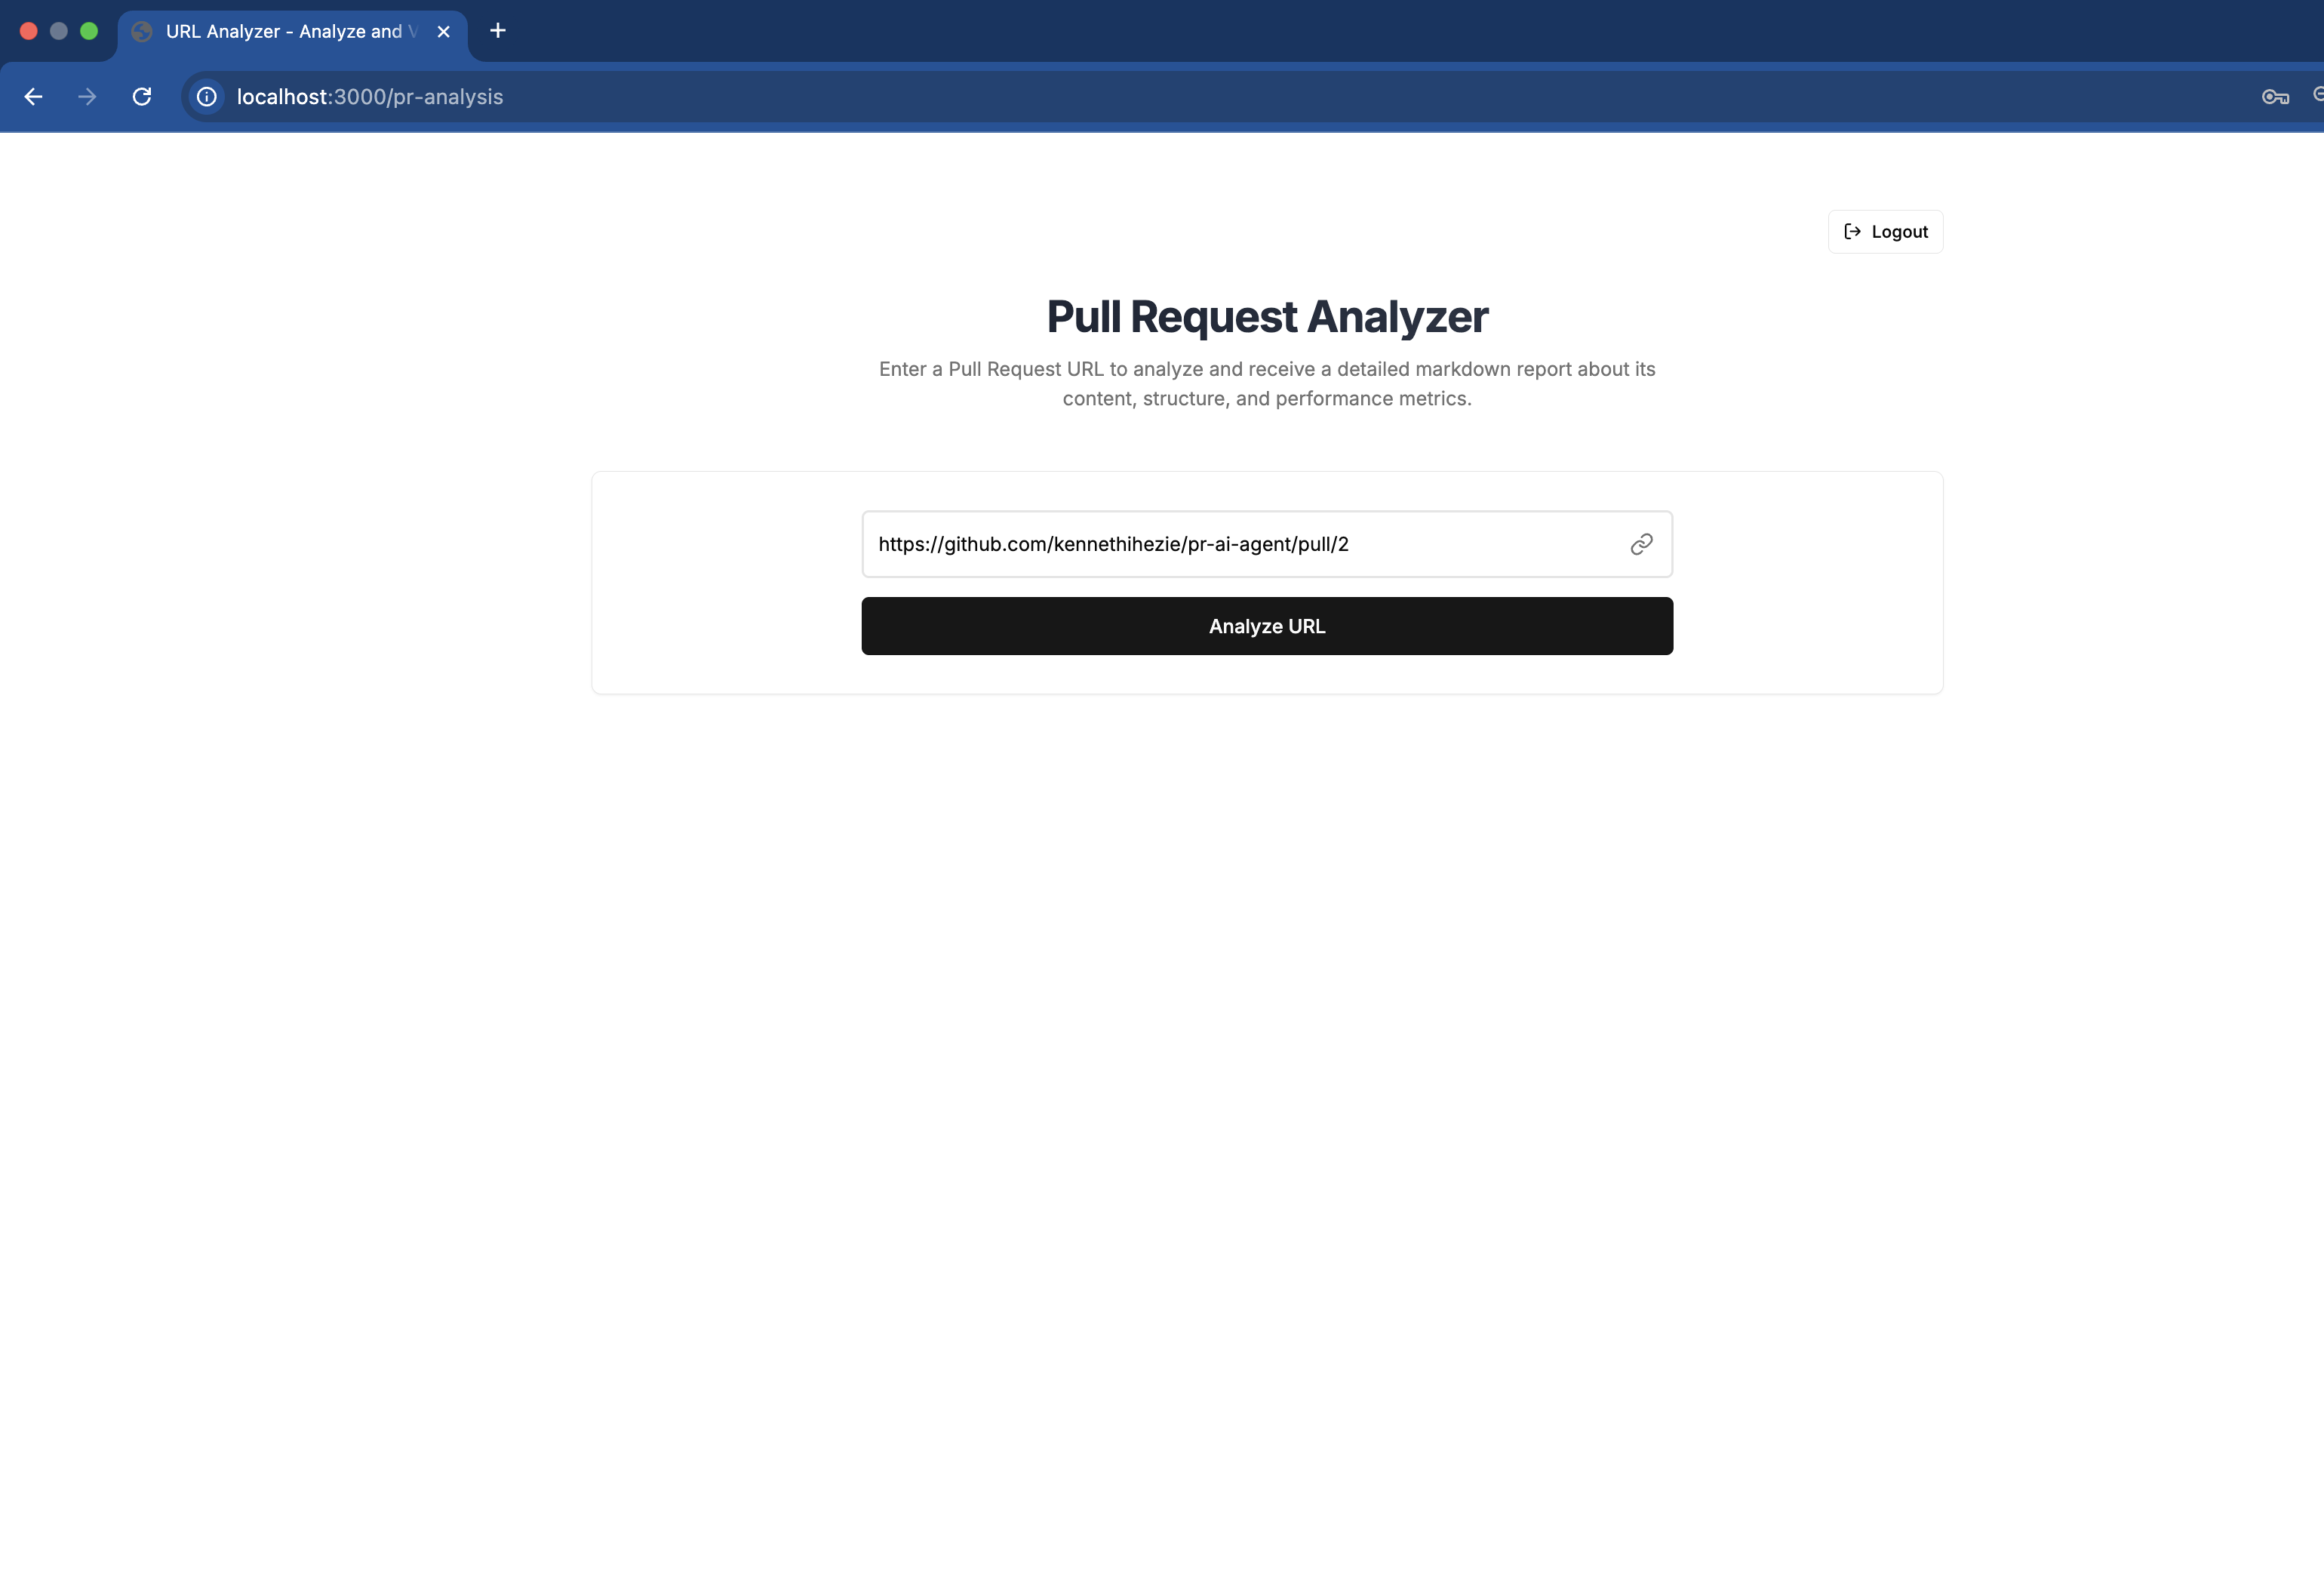 URL Analyzer - Analyze and V
localhost:3000/pr-analysis
Logout
Pull Request Analyzer
Enter a Pull Request URL to analyze and receive a detailed markdown report about its
content, structure, and performance metrics.
https://github.com/kennethihezie/pr-ai-agent/pull/2
Analyze URL